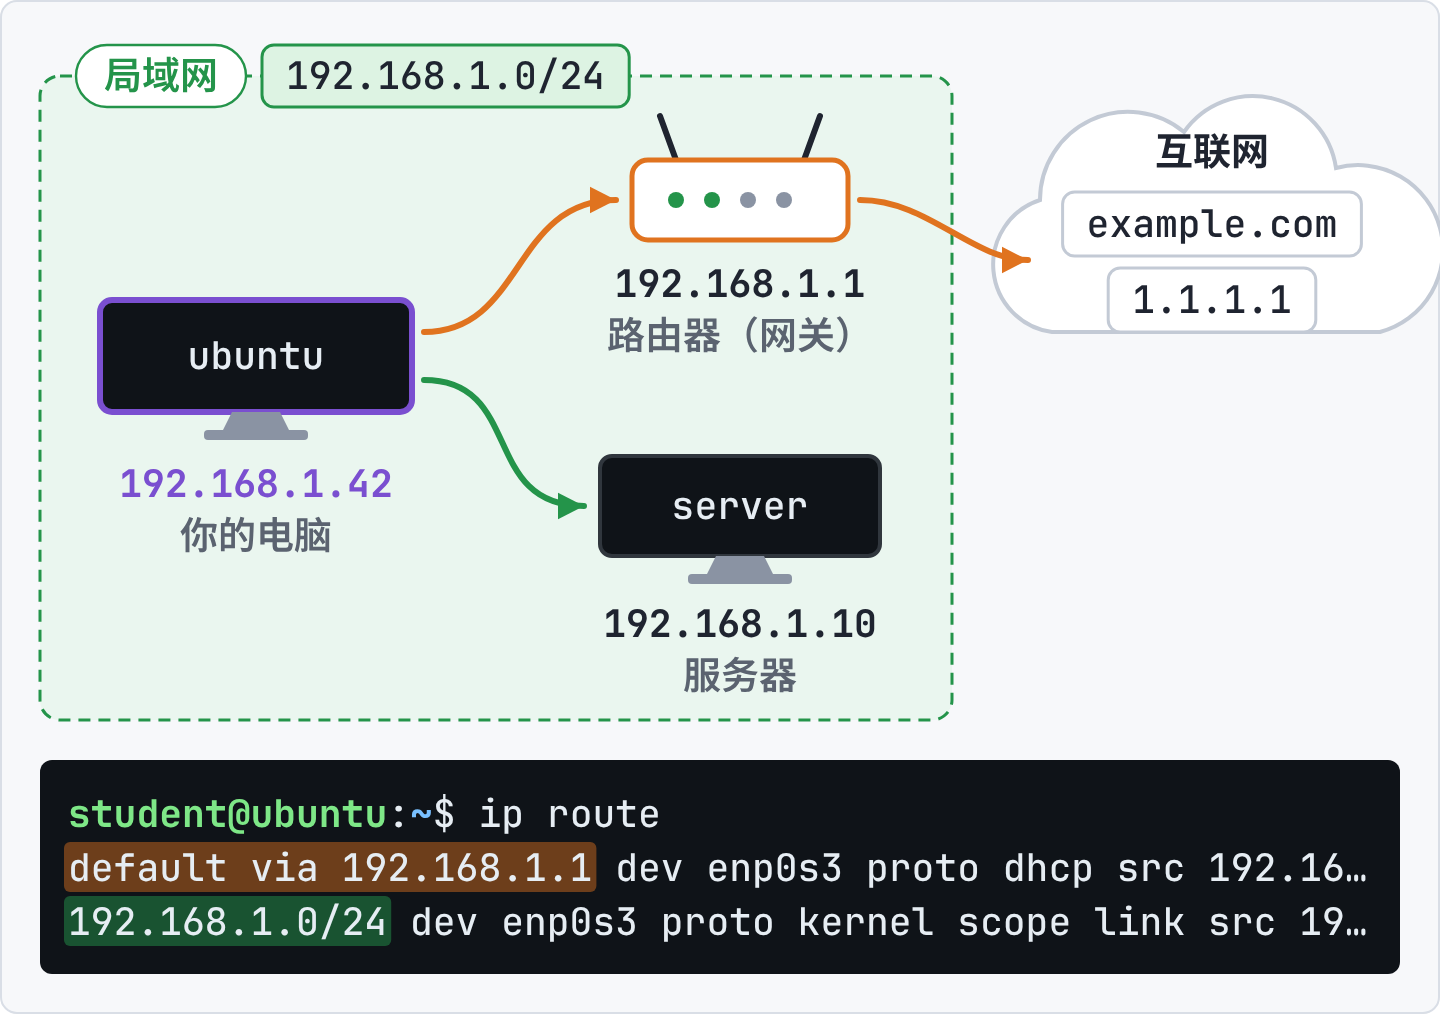 局域网
192.168.1.0/24
互联网
example.com
1.1.1.1
192.168.1.1
路由器（网关）
ubuntu
192.168.1.42
你的电脑
server
192.168.1.10
服务器
student@ubuntu:~$ ip route
default via 192.168.1.1 dev enp0s3 proto dhcp src 192.16…
192.168.1.0/24 dev enp0s3 proto kernel scope link src 19…